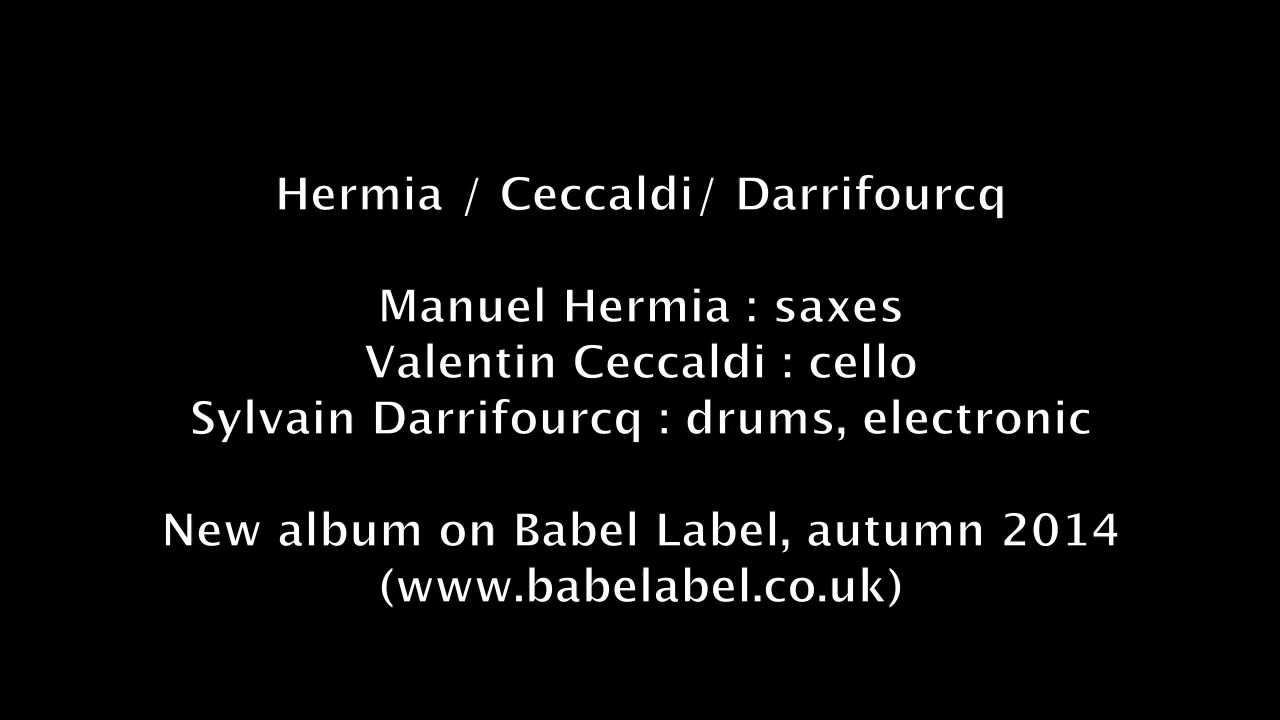 Hermia / Ceccaldi/ Darrifourcq
Manuel Hermia : saxes
Valentin Ceccaldi : cello
Sylvain Darrifourcq : drums, electronic
New album on Babel Label, autumn 2014
(www.babelabel.co.uk)